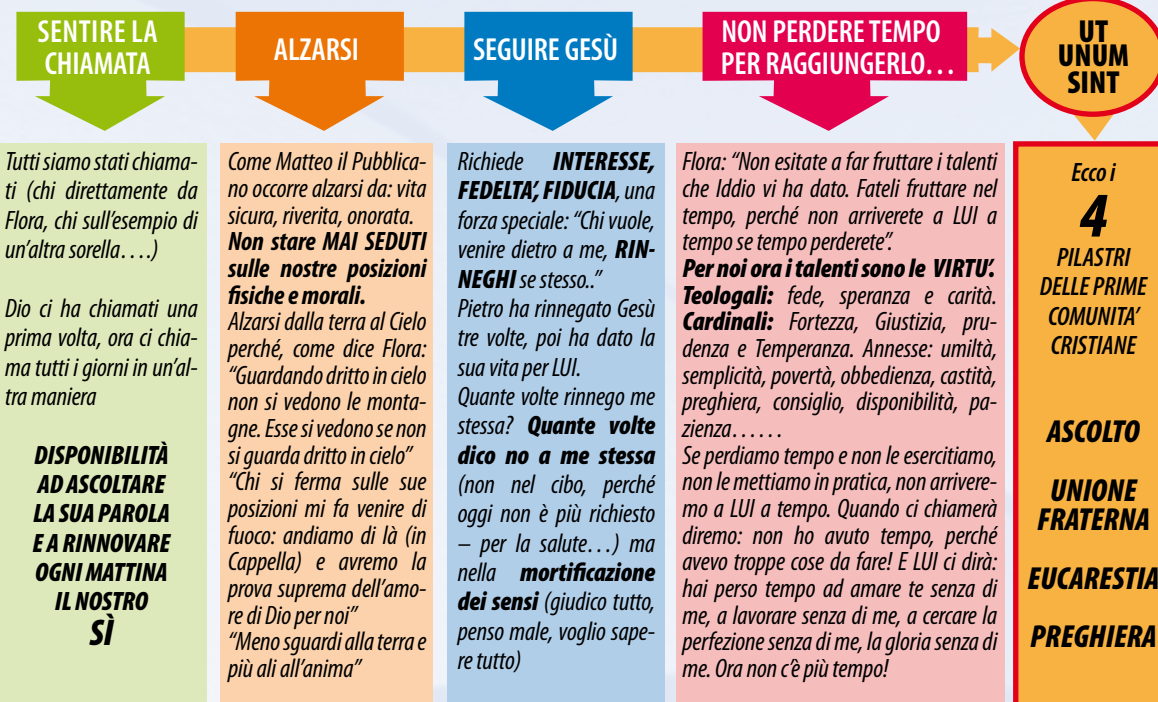 SENTIRE LA
CHIAMATA
Tutti siamo stati chiama-
ti (chi direttamente da
Flora, chi sull'esempio di
un'altra sorella….)
Dio ci ha chiamati una
prima volta, ora ci chia-
ma tutti i giorni in un'al-
tra maniera
DISPONIBILITÀ
AD ASCOLTARE
LA SUA PAROLA
E A RINNOVARE
OGNI MATTINA
IL NOSTRO
SÌ
ALZARSI
Come Matteo il Pubblica-
no occorre alzarsi da: vita
sicura, riverita, onorata.
Non stare MAI SEDUTI
sulle nostre posizioni
fisiche e morali.
Alzarsi dalla terra al Cielo
perché, come dice Flora:
“Guardando dritto in cielo
non si vedono le monta-
gne. Esse si vedono se non
si guarda dritto in cielo”
“Chi si ferma sulle sue
posizioni mi fa venire di
fuoco: andiamo di là (in
Cappella) e avremo la
prova suprema dell'amo-
re di Dio per noi”
“Meno sguardi alla terra e
più ali all'anima”
SEGUIRE GESÙ
Richiede INTERESSE,
FEDELTA', FIDUCIA, una
forza speciale: “Chi vuole,
venire dietro a me, RIN-
NEGHI se stesso..”
Pietro ha rinnegato Gesù
tre volte, poi ha dato la
sua vita per LUI.
Quante volte rinnego me
stessa? Quante volte
dico no a me stessa
(non nel cibo, perché
oggi non è più richiesto
– per la salute…) ma
nella mortificazione
dei sensi (giudico tutto,
penso male, voglio sape-
re tutto)
NON PERDERE TEMPO
PER RAGGIUNGERLO…
Flora: “Non esitate a far fruttare i talenti
che Iddio vi ha dato. Fateli fruttare nel
tempo, perché non arriverete a LUI a
tempo se tempo perderete”.
Per noi ora i talenti sono le VIRTU'.
Teologali: fede, speranza e carità.
Cardinali: Fortezza, Giustizia, pru-
denza e Temperanza. Annesse: umiltà,
semplicità, povertà, obbedienza, castità,
preghiera, consiglio, disponibilità, pa-
zienza……
Se perdiamo tempo e non le esercitiamo,
non le mettiamo in pratica, non arrivere-
mo a LUI a tempo. Quando ci chiamerà
diremo: non ho avuto tempo, perché
avevo troppe cose da fare! E LUI ci dirà:
hai perso tempo ad amare te senza di
me, a lavorare senza di me, a cercare la
perfezione senza di me, la gloria senza di
me. Ora non c'è più tempo!
UT
UNUM
SINT
Ecco i
4
PILASTRI
DELLE PRIME
COMUNITA'
CRISTIANE
ASCOLTO
UNIONE
FRATERNA
EUCARESTIA
PREGHIERA